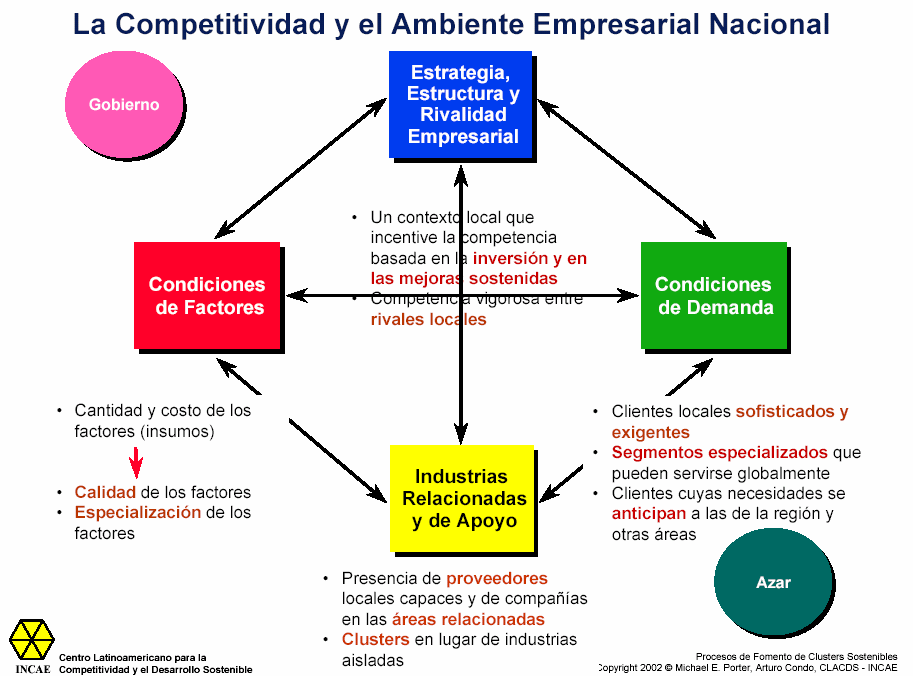 La Competitividad y el Ambiente Empresarial Nacional
Gobierno
Estrategia,
Estructura y
Rivalidad
Empresarial
• Un contexto local que
incentive la competencia
basada en la inversión y en
las mejoras sostenidas
• Competencia vigorosa entre
rivales locales
Condiciones
de Factores
Condiciones
de Demanda
• Cantidad y costo de los
factores (insumos)
• Calidad de los factores
• Especialización de los
factores
Industrias
Relacionadas
y de Apoyo
• Clientes locales sofisticados y
exigentes
• Segmentos especializados que
pueden servirse globalmente
• Clientes cuyas necesidades se
anticipan a las de la región y
otras áreas
• Presencia de proveedores
locales capaces y de compañías
en las áreas relacionadas
• Clusters en lugar de industrias
aisladas
Azar
INCAE
Centro Latinoamericano para la
Competitividad y el Desarrollo Sostenible
Procesos de Fomento de Clusters Sostenibles
Copyright 2002 © Michael E. Porter, Arturo Condo, CLACDS - INCAE